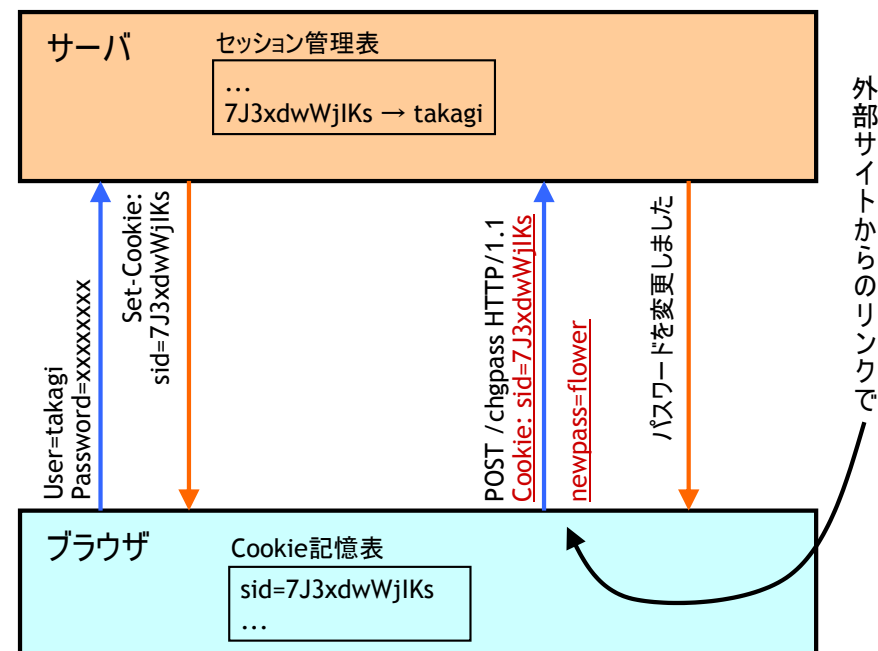 サーバ
セッション管理表
...
7J3xdwWjIKs → takagi
User=takagi
Password=xxxxxxxxx
Set-Cookie:
sid=7J3xdwWjIKs
POST /chgpass HTTP/1.1
Cookie: sid=7J3xdwWjIKs
newpass=flower
パスワードを変更しました
外部サイトからのリンクで
ブラウザ
Cookie記憶表
sid=7J3xdwWjIKs
...